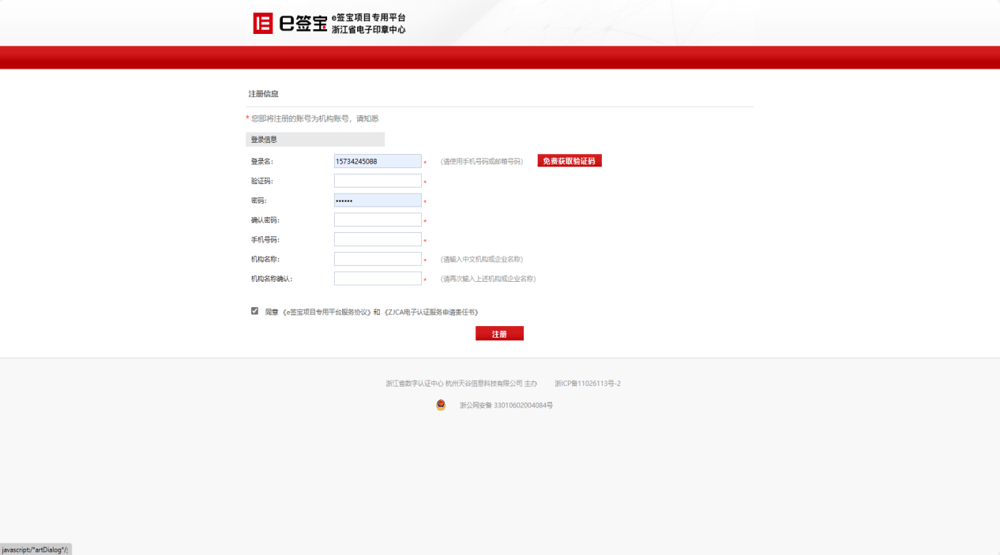 e签宝 e签宝项目专用平台
浙江省电子印章中心
注册信息
* 您即将注册的账号为机构账号，请知悉
登录信息
登录名： 15734245088 * （请使用手机号码或邮箱号码） 免费获取验证码
验证码： *
密码： •••••• *
确认密码： *
手机号码： *
机构名称： * （请输入中文机构或企业名称）
机构名称确认： * （请再次输入上述机构或企业名称）
同意 《e签宝项目专用平台服务协议》和 《ZJCA电子认证服务申请责任书》
注册
浙江省数字认证中心 杭州天谷信息科技有限公司 主办 浙ICP备11026113号-2
浙公网安备 33010602004084号
javascript:/*artDialog*/;